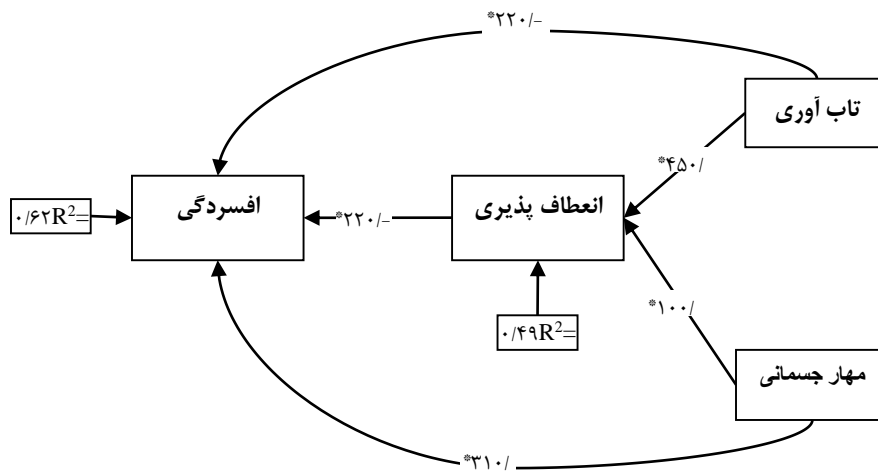 *۲۲۰/-
تاب آوری
*۴۵۰/
افسردگی
انعطاف پذیری
۰/۶۲R²=
*۲۲۰/-
*۱۰۰/
۰/۴۹R²=
مهار جسمانی
*۳۱۰/